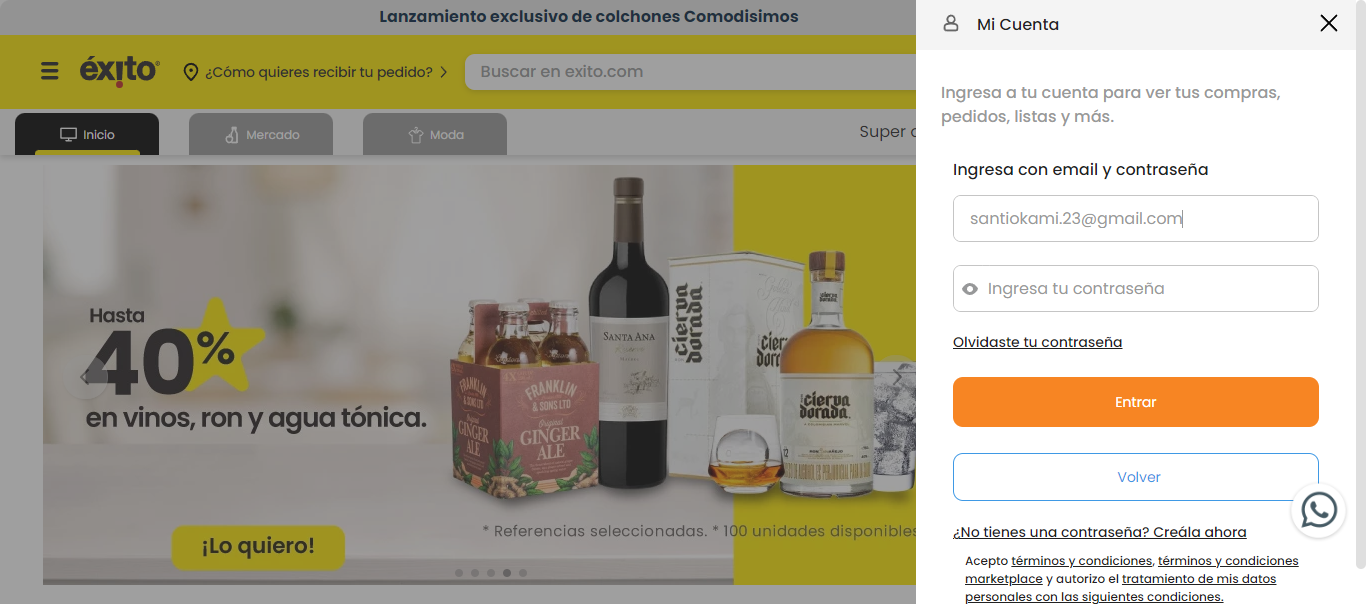 Lanzamiento exclusivo de colchones Comodisimos
éxito
¿Cómo quieres recibir tu pedido?
Buscar en exito.com
Inicio
Mercado
Moda
Super
Hasta
40%
en vinos, ron y agua tónica.
¡Lo quiero!
FRANKLIN
& SONS LTD
Original
GINGER
ALE
FRANKLIN
& SONS LTD
GINGER
ALE
SANTA ANA
cierva
dorada
cierva
dorada
cierva
dorada
* Referencias seleccionadas. * 100 unidades disponibles
Mi Cuenta
Ingresa a tu cuenta para ver tus compras,
pedidos, listas y más.
Ingresa con email y contraseña
santiokami.23@gmail.com
Ingresa tu contraseña
Olvidaste tu contraseña
Entrar
Volver
¿No tienes una contraseña? Creála ahora
Acepto términos y condiciones, términos y condiciones
marketplace y autorizo el tratamiento de mis datos
personales con las siguientes condiciones.